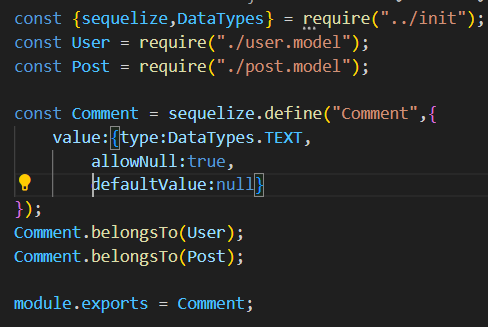 const {sequelize,DataTypes} = require("../init");
const User = require("./user.model");
const Post = require("./post.model");
const Comment = sequelize.define("Comment",{
value:{type:DataTypes.TEXT,
allowNull:true,
defaultValue:null}
});
Comment.belongsTo(User);
Comment.belongsTo(Post);
module.exports = Comment;